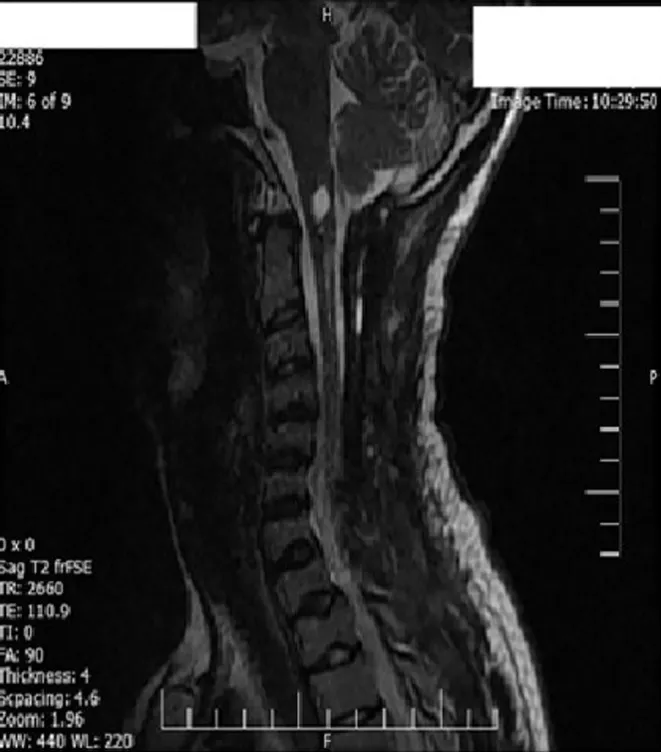 H
22886
SE: 9
IM: 6 of 9
10.4
Image Time: 10:29:50
A
P
0 x 0
Sag T2 frFSE
TR: 2660
TE: 110.9
TI: 0
FA: 90
Thickness: 4
Scpacing: 4.6
Zoom: 1.96
WW: 440 WL: 220
F